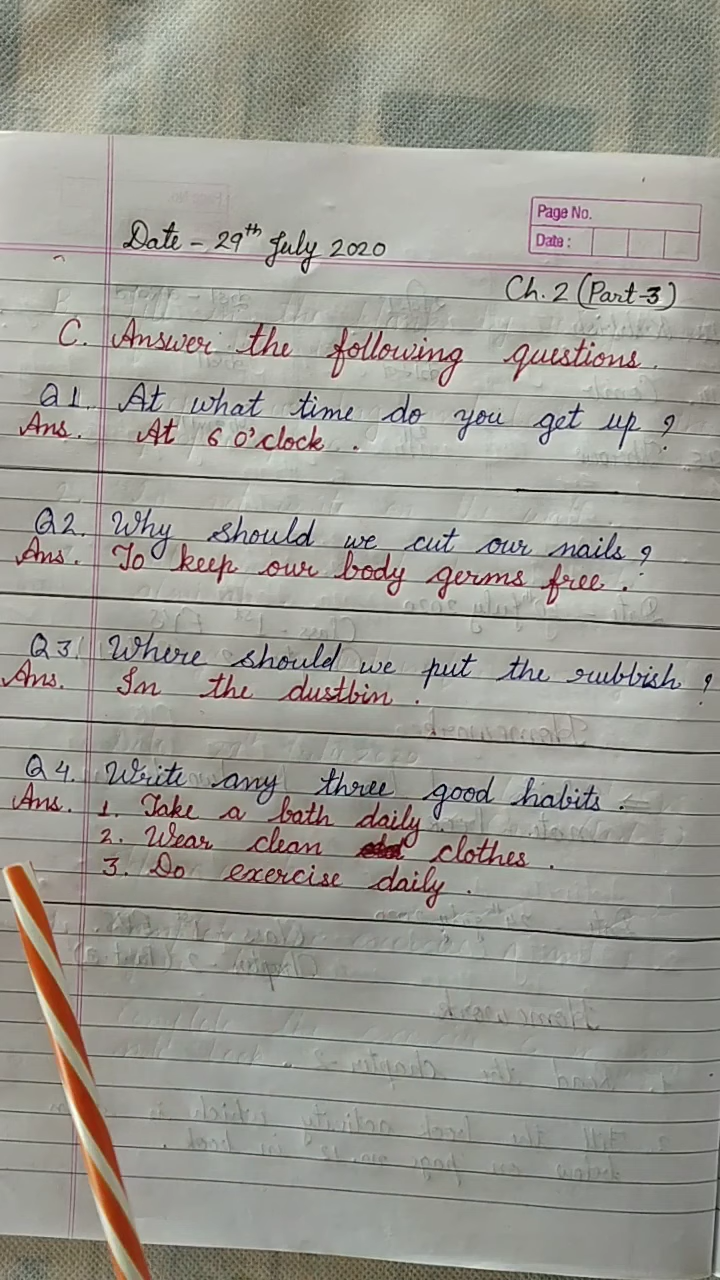 Page No.
Date :
Date - 29th July 2020
Ch. 2 (Part-3)
C. Answer the following questions.
Q1. At what time do you get up ?
Ans. At 6 o'clock .
Q2. Why should we cut our nails ?
Ans. To keep our body germs free .
Q3. Where should we put the rubbish ?
Ans. In the dustbin .
Q4. Write any three good habits .
Ans. 1. Take a bath daily .
2. Wear clean clothes .
3. Do exercise daily .